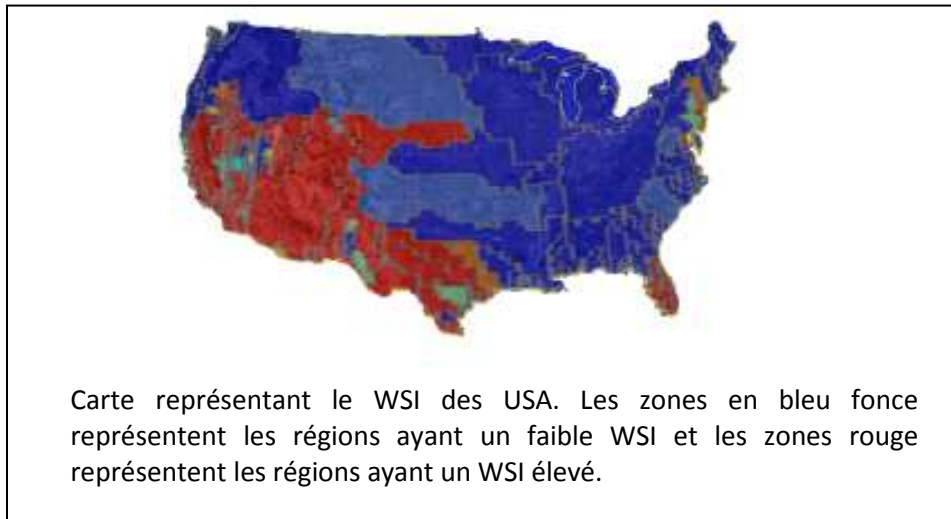 Carte représentant le WSI des USA. Les zones en bleu fonce
représentent les régions ayant un faible WSI et les zones rouge
représentent les régions ayant un WSI élevé.